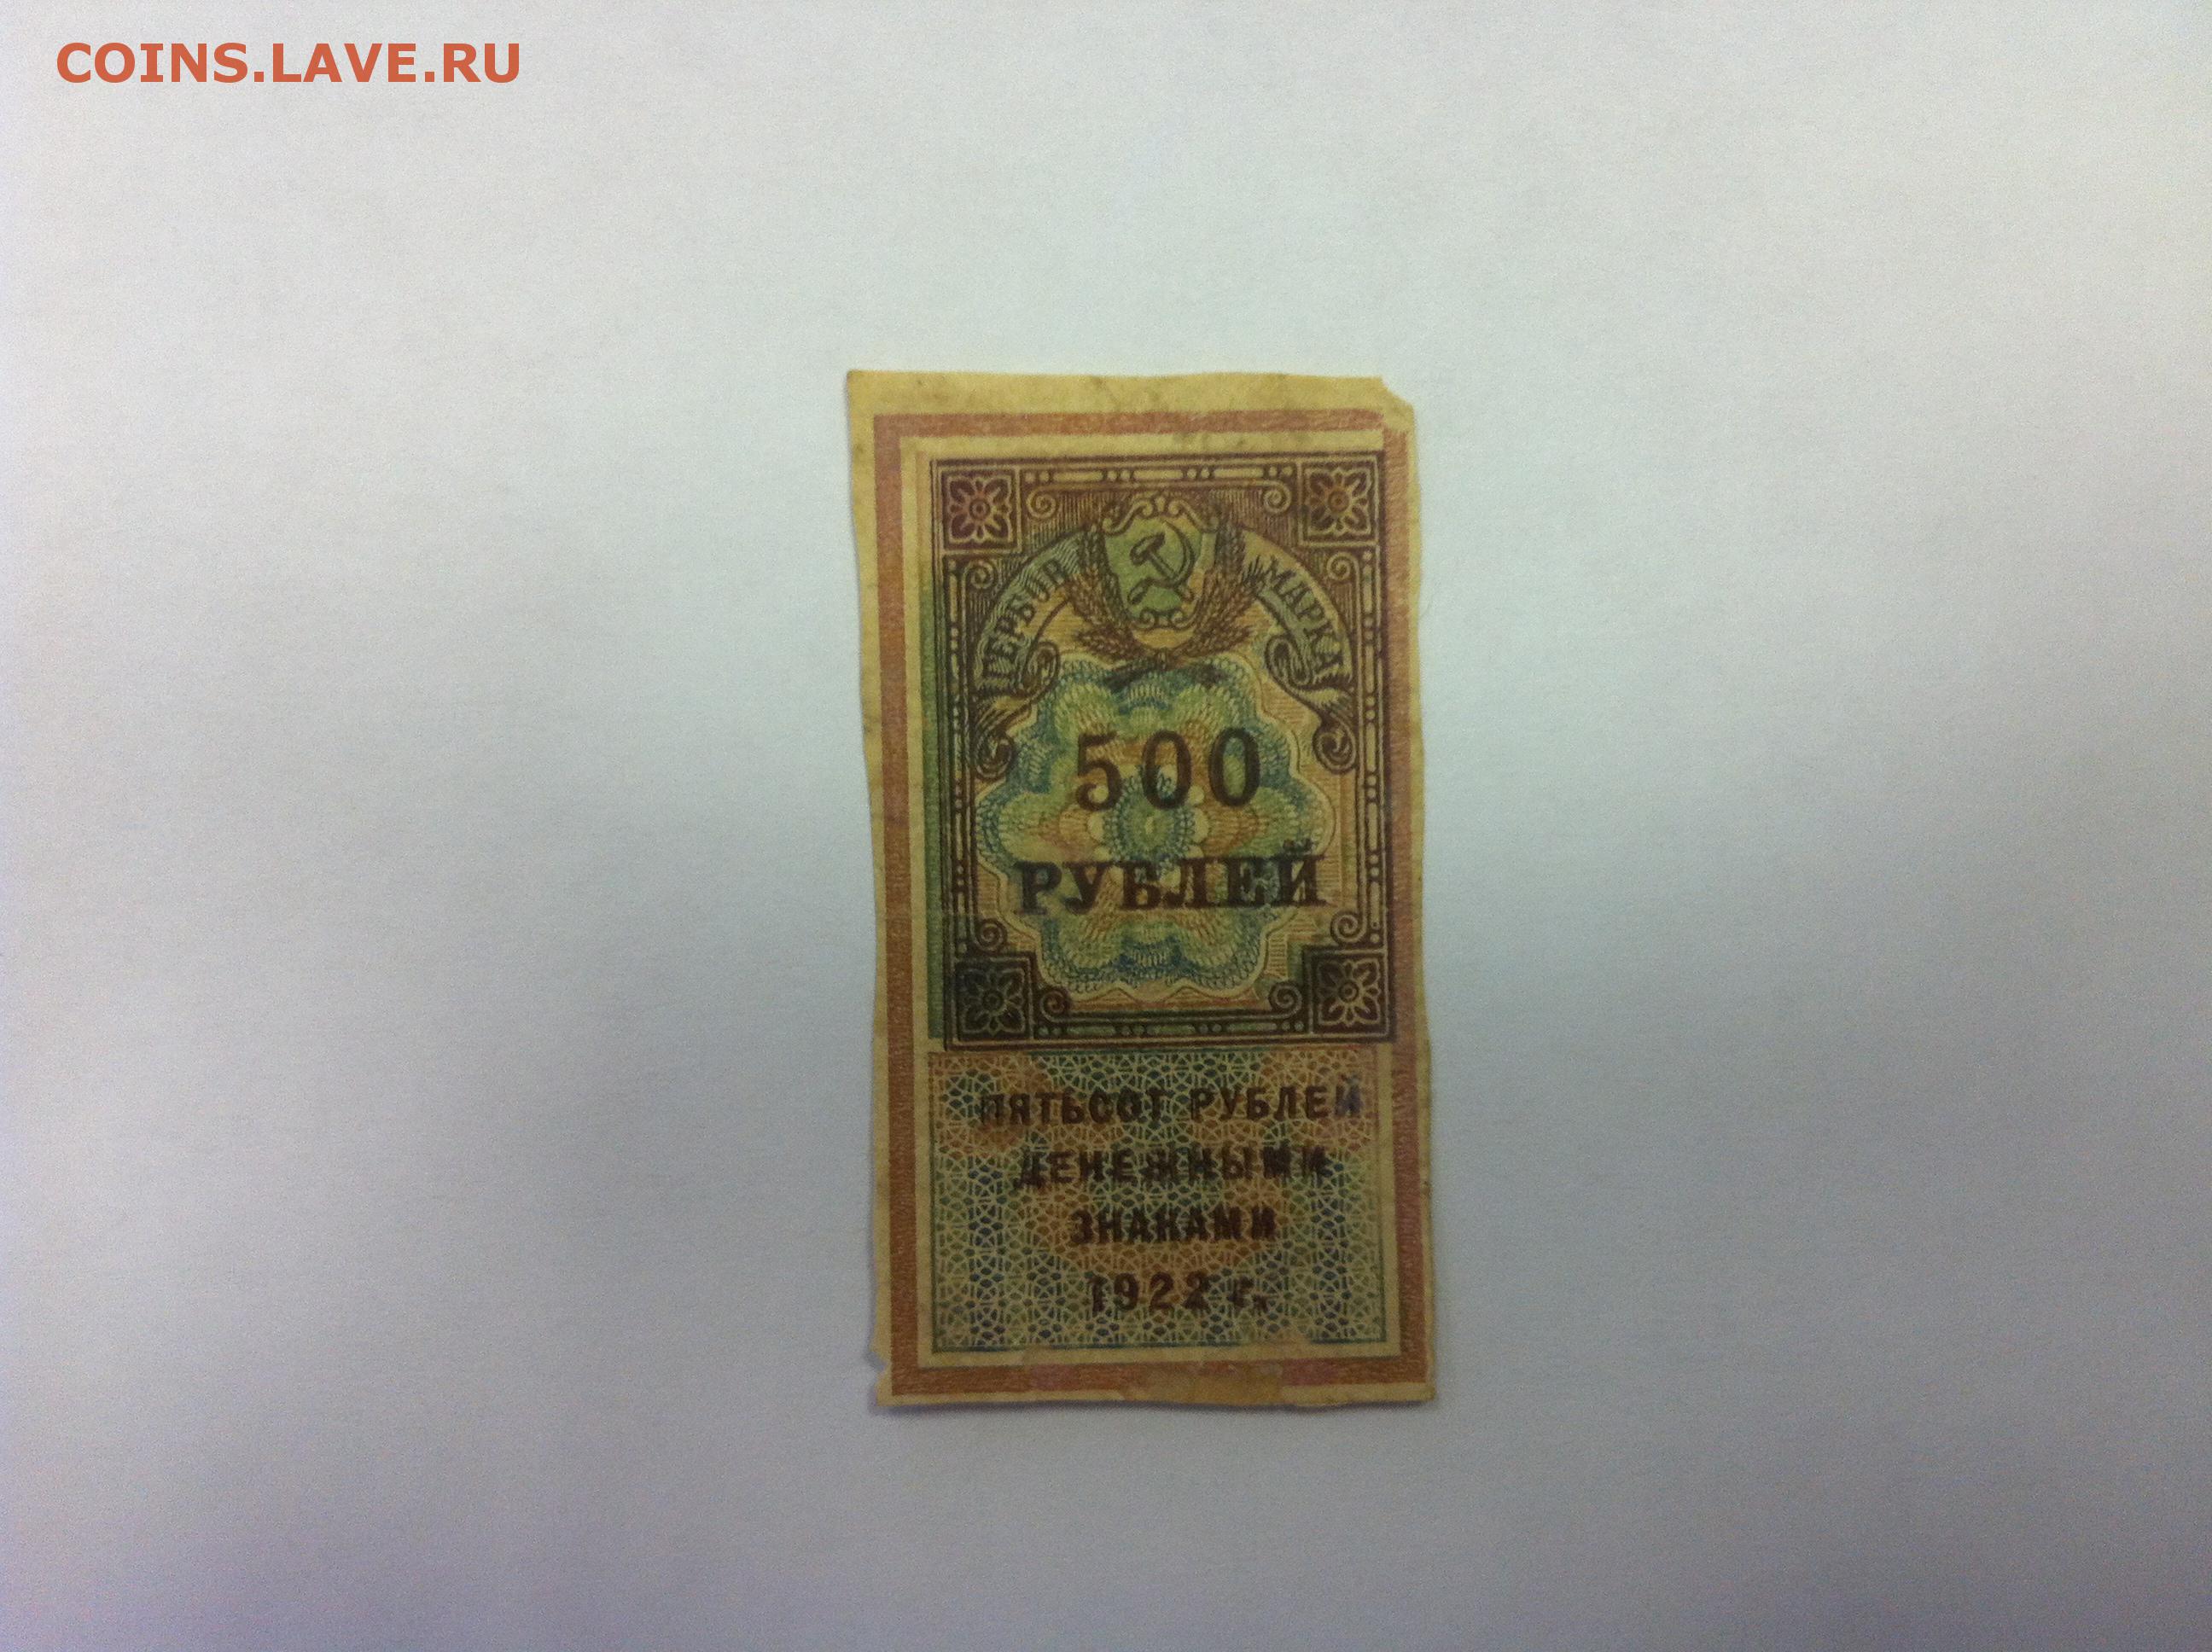 COINS.LAVE.RU
ГЕРБОВ МАРКА
500
РУБЛЕЙ
ПЯТЬСОТ РУБЛЕЙ
ДЕНЕЖНЫМИ
ЗНАКАМИ
1922 г.